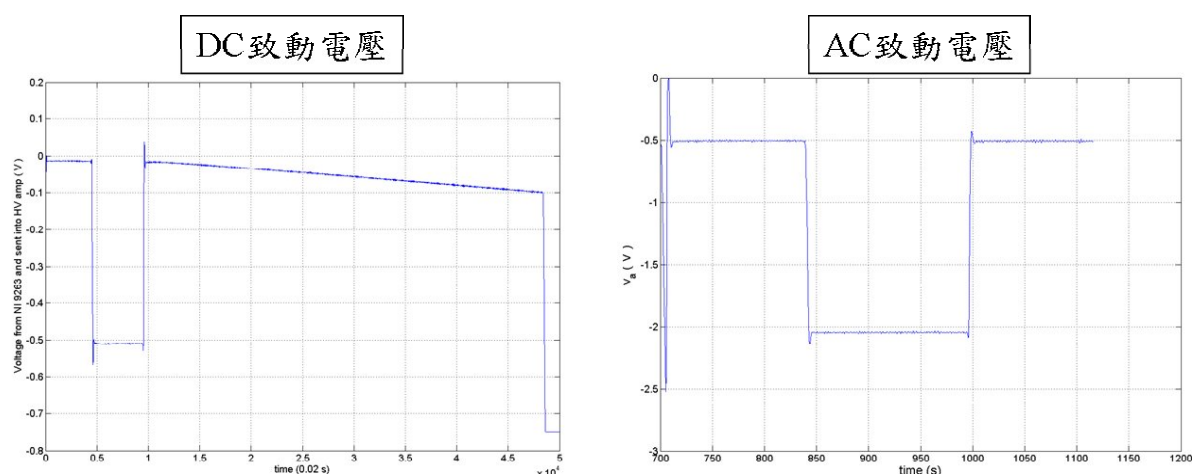 DC致動電壓
AC致動電壓
0.2
0.1
0
-0.1
-0.2
-0.3
-0.4
-0.5
-0.6
-0.7
-0.8
Voltage from NI 9263 and sent into HV amp ( V )
0 0.5 1 1.5 2 2.5 3 3.5 4 4.5 5
time (0.02 s)
× 10⁴
0
-0.5
-1
-1.5
-2
-2.5
-3
Va ( V )
700 750 800 850 900 950 1000 1050 1100 1150 1200
time (s)